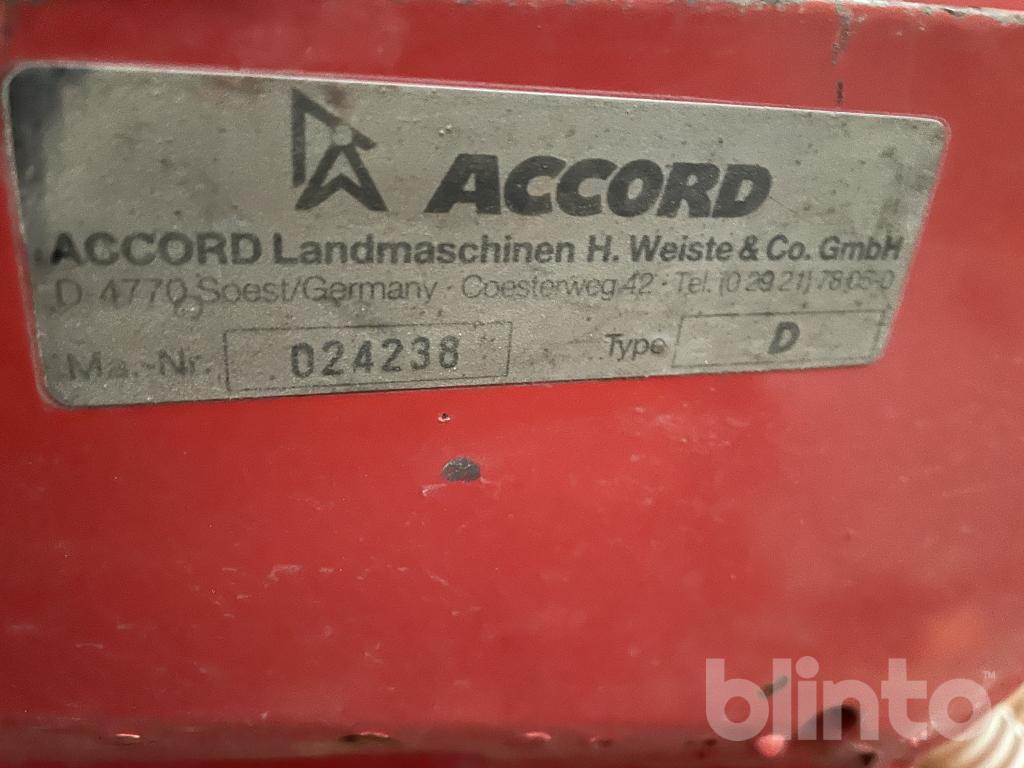 ACCORD
ACCORD Landmaschinen H. Weiste & Co. GmbH
D-4770 Soest/Germany · Coesterweg 42 · Tel. (0 29 21) 78 05-0
Ma.-Nr. 024238 Type D
blinto™